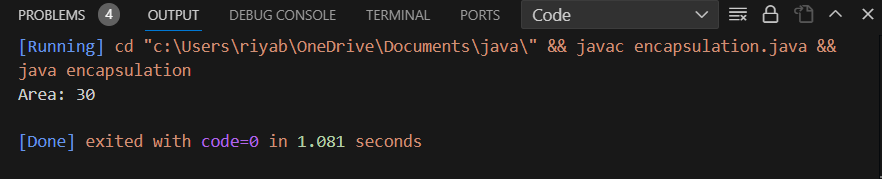 PROBLEMS 4 OUTPUT DEBUG CONSOLE TERMINAL PORTS Code
[Running] cd "c:\Users\riyab\OneDrive\Documents\java\" && javac encapsulation.java &&
java encapsulation
Area: 30
[Done] exited with code=0 in 1.081 seconds